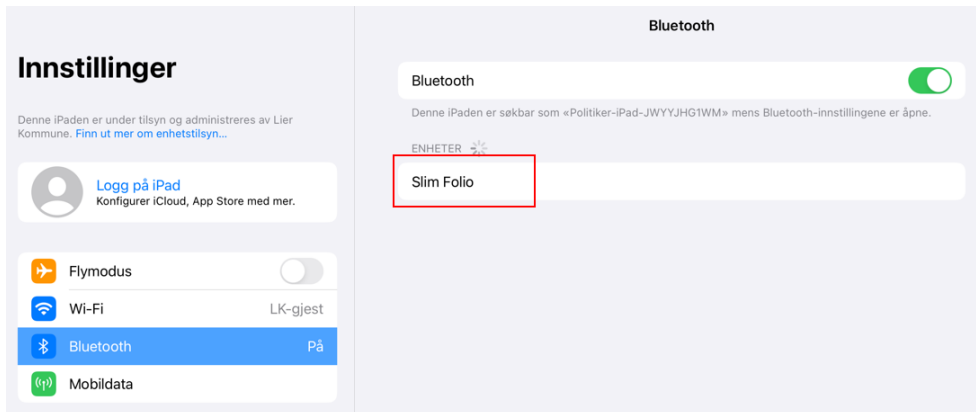 Innstillinger
Denne iPaden er under tilsyn og administreres av Lier
Kommune. Finn ut mer om enhetstilsyn...
Logg på iPad
Konfigurer iCloud, App Store med mer.
Flymodus
Wi-Fi LK-gjest
Bluetooth På
Mobildata
Bluetooth
Bluetooth
Denne iPaden er søkbar som «Politiker-iPad-JWYYJHG1WM» mens Bluetooth-innstillingene er åpne.
ENHETER
Slim Folio